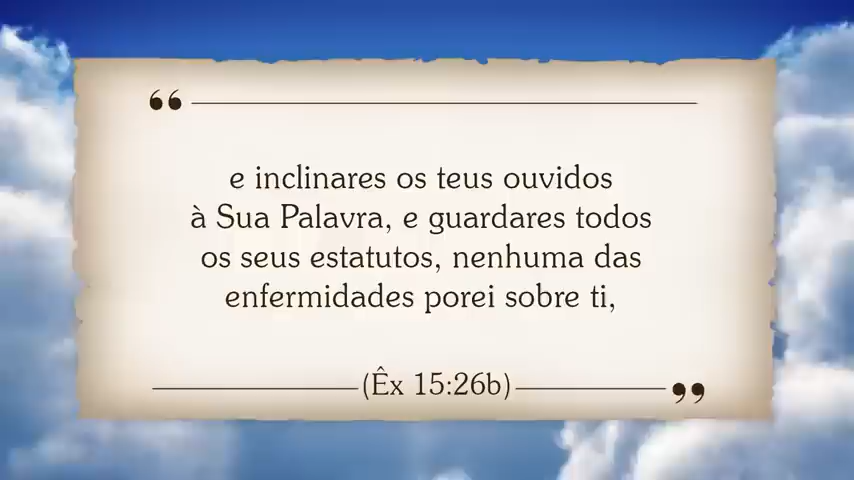 e inclinares os teus ouvidos
à Sua Palavra, e guardares todos
os seus estatutos, nenhuma das
enfermidades porei sobre ti,
(Êx 15:26b)